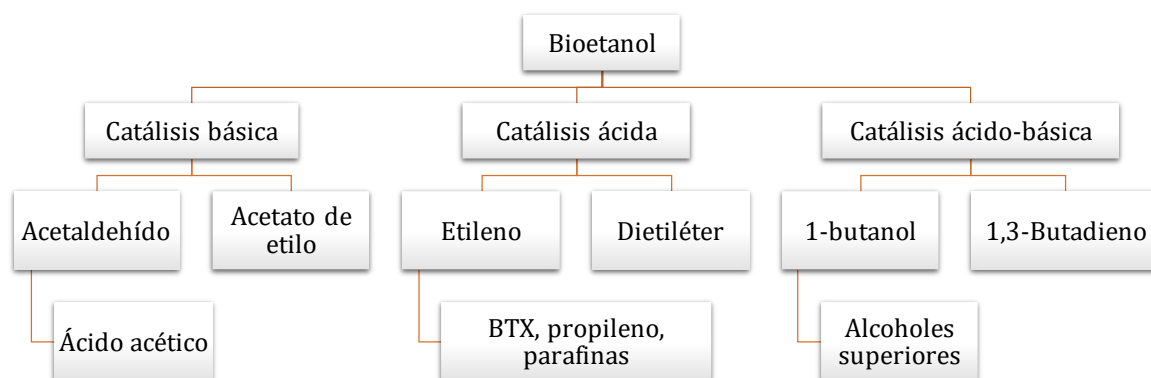 Bioetanol
Catálisis básica
Catálisis ácida
Catálisis ácido-básica
Acetaldehído
Acetato de
etilo
Etileno
Dietiléter
1-butanol
1,3-Butadieno
Ácido acético
BTX, propileno,
parafinas
Alcoholes
superiores